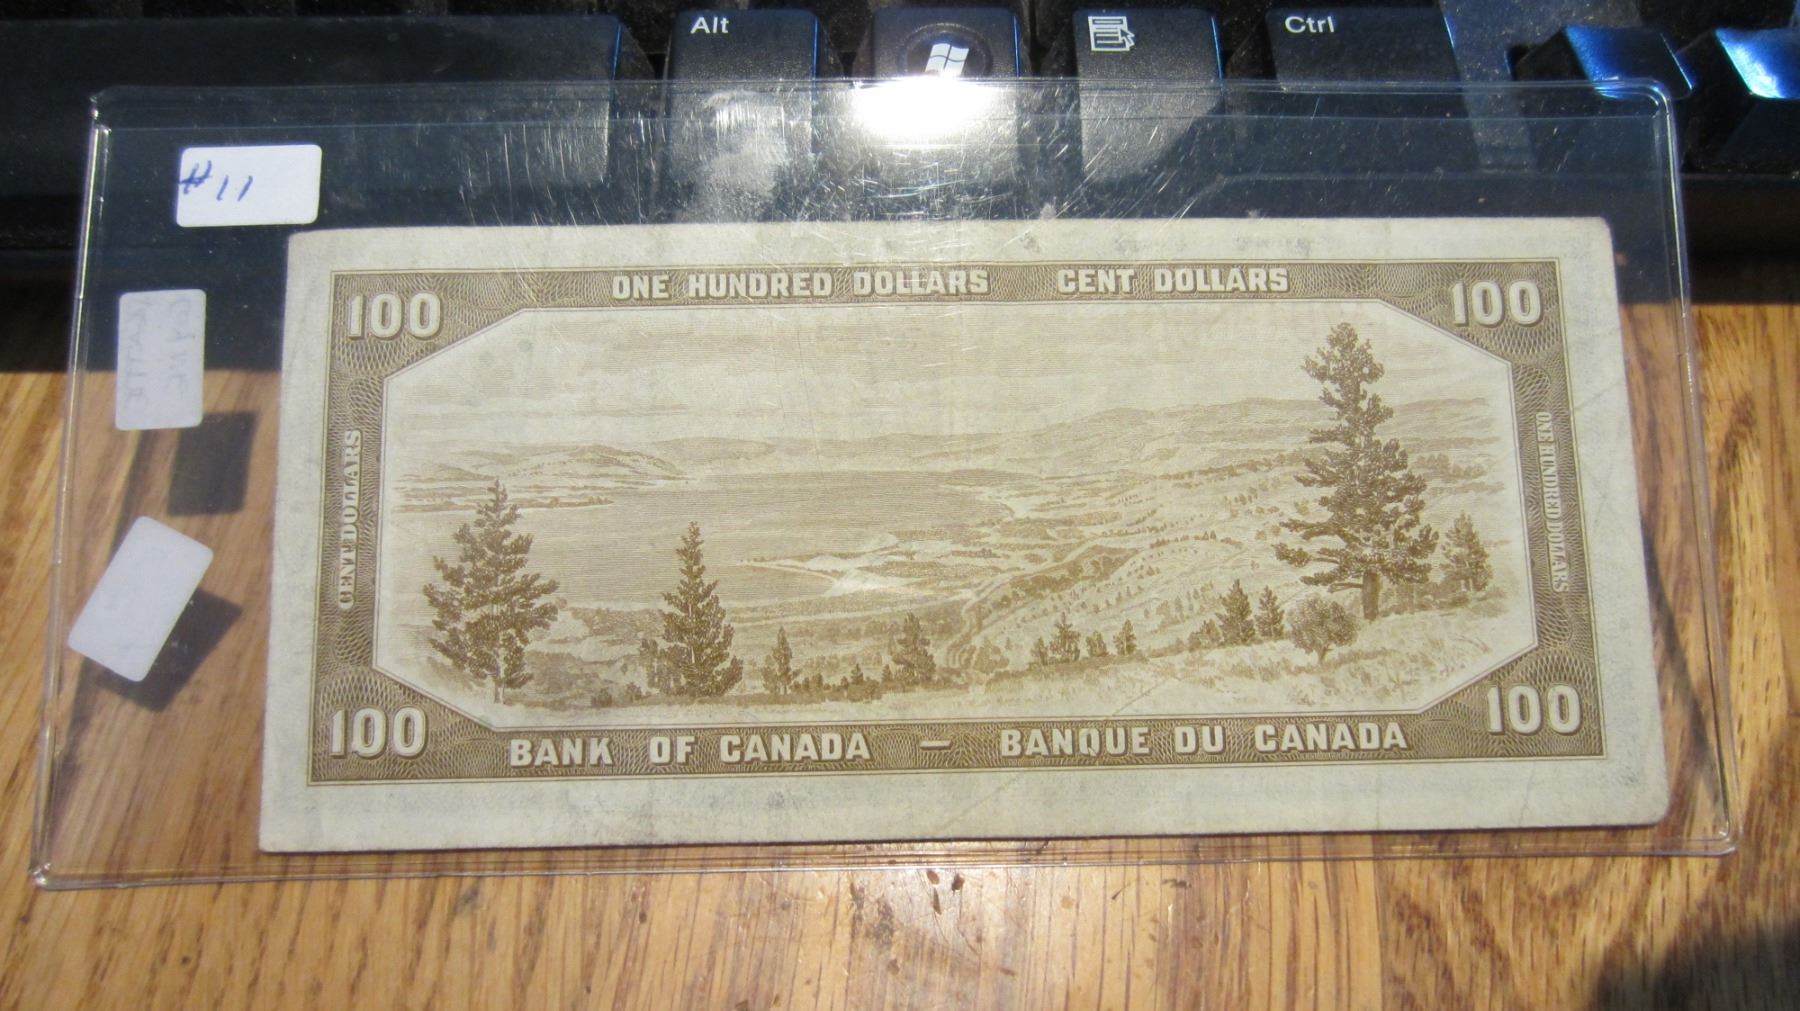 Alt
Ctrl
#11
ONE HUNDRED DOLLARS CENT DOLLARS
100
100
CENT DOLLARS
ONE HUNDRED DOLLARS
100
100
BANK OF CANADA — BANQUE DU CANADA